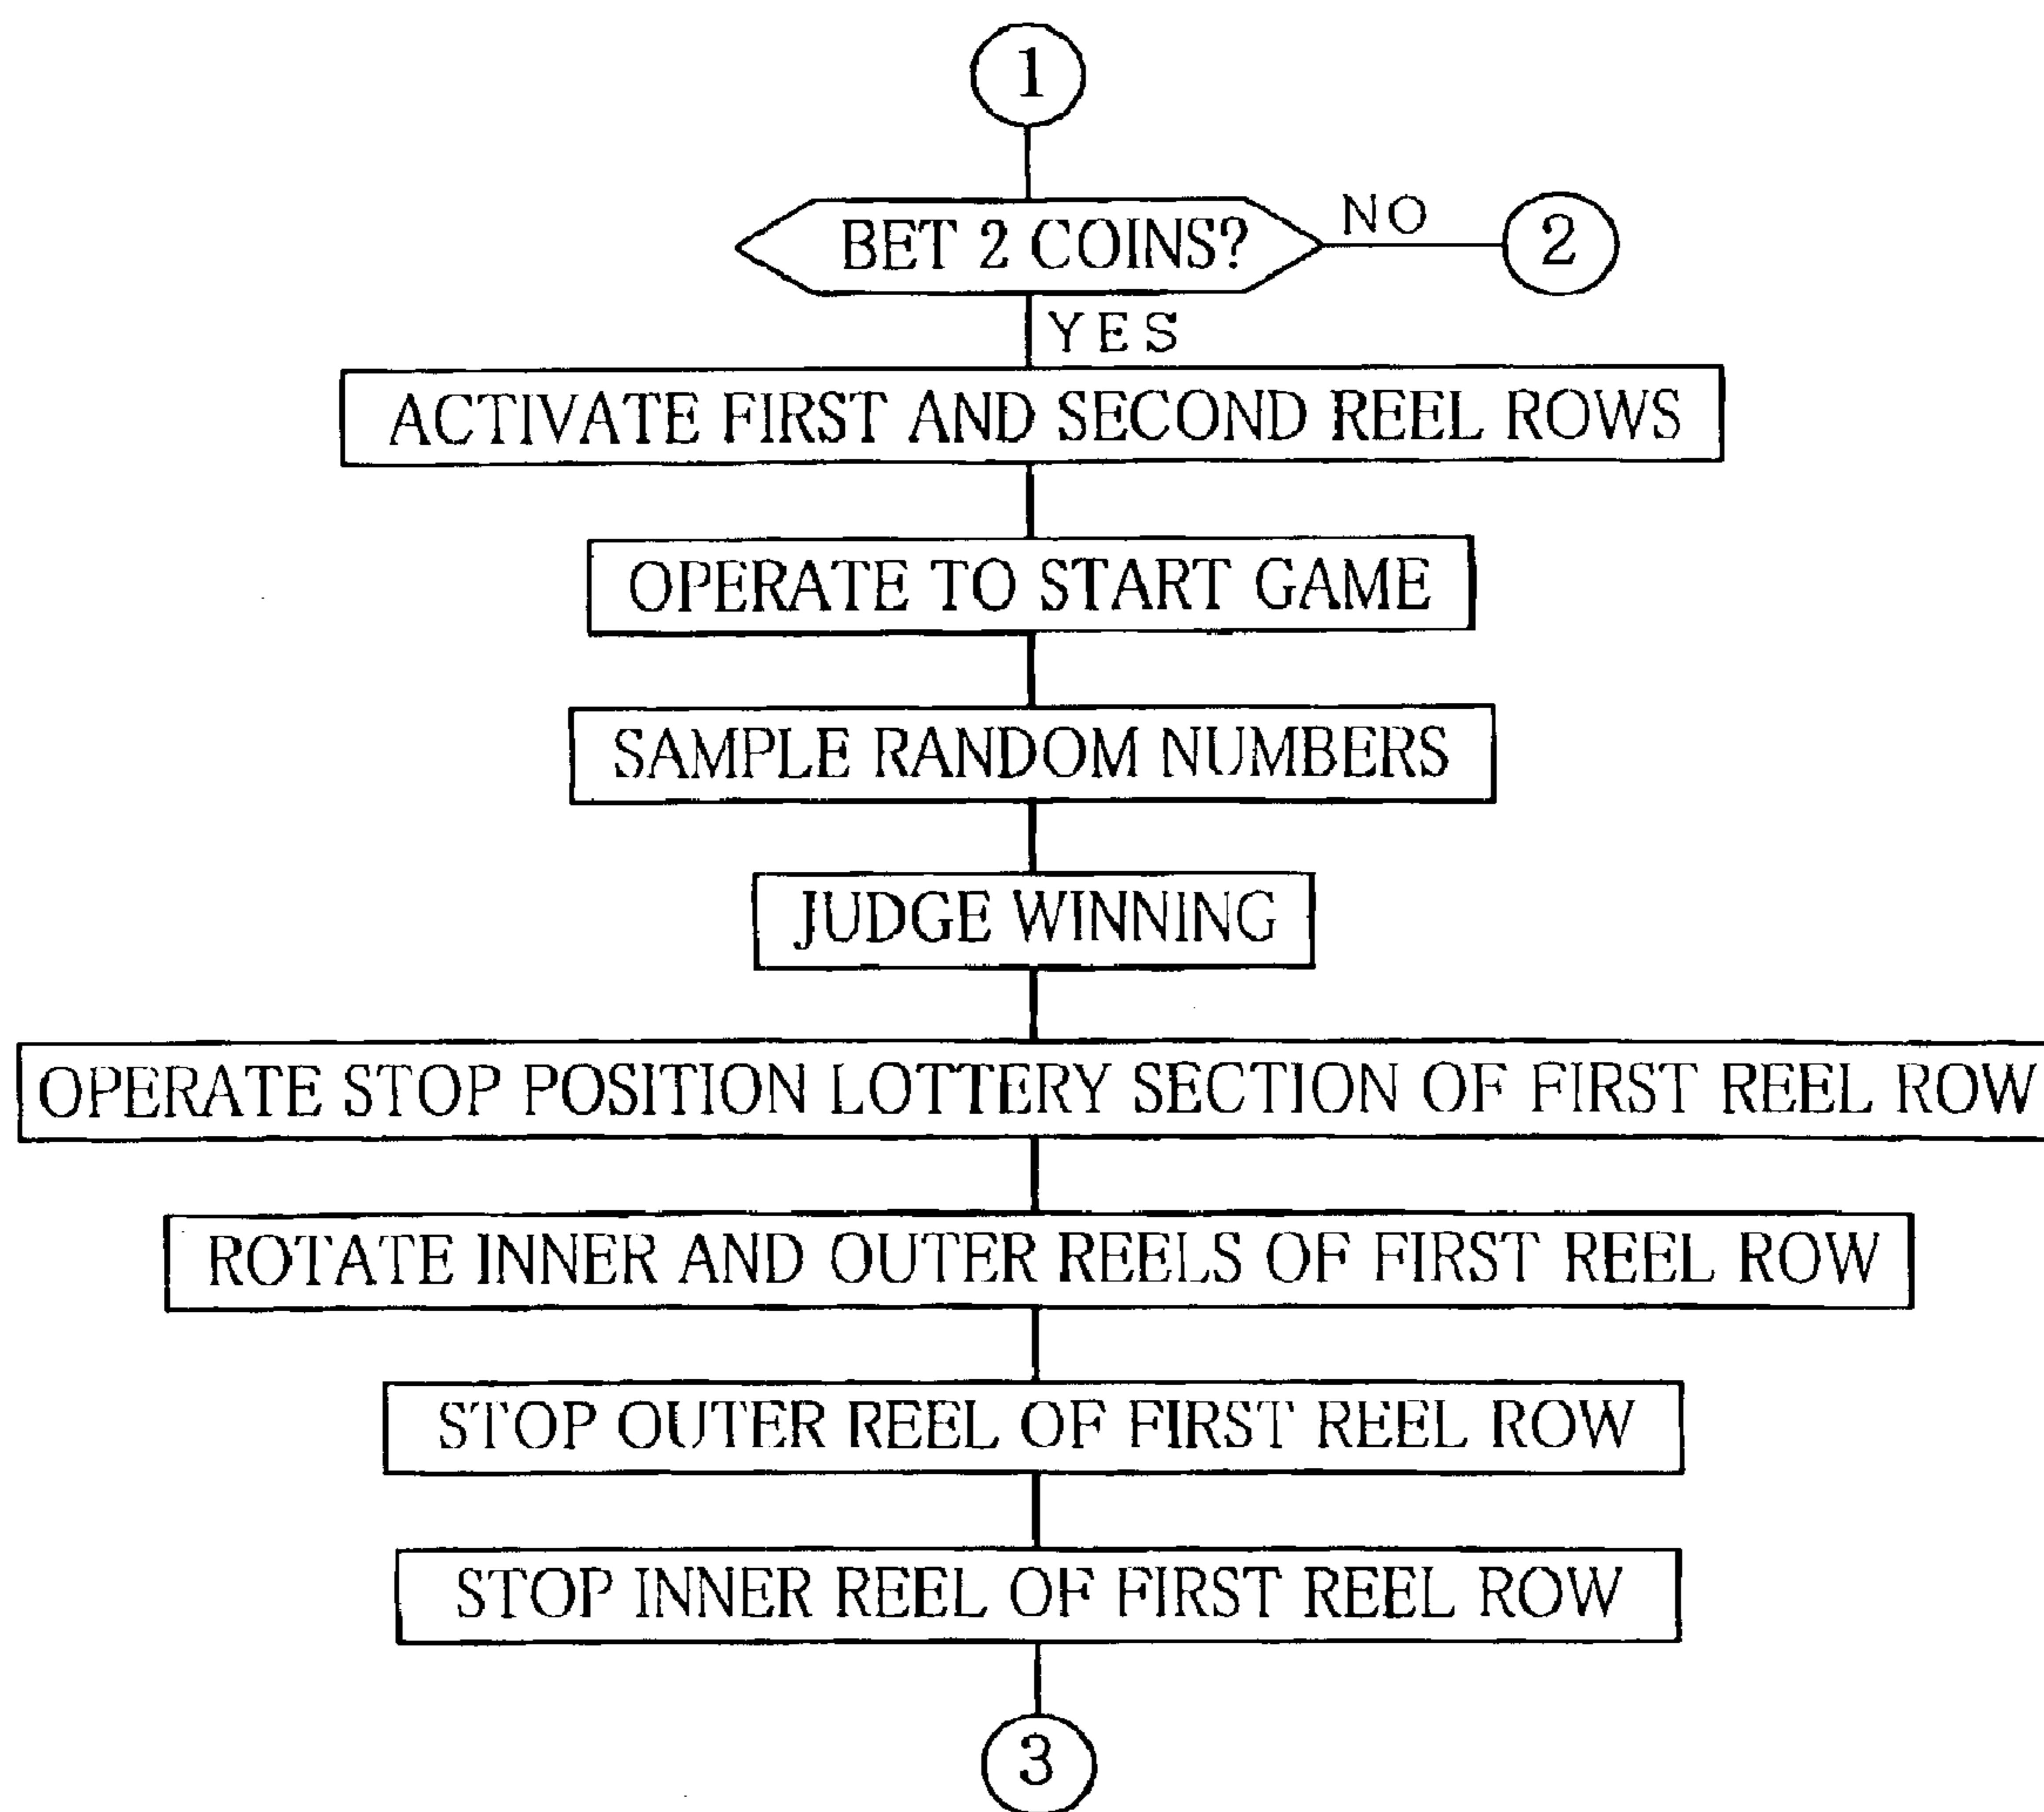 1
BET 2 COINS?
NO
2
YES
ACTIVATE FIRST AND SECOND REEL ROWS
OPERATE TO START GAME
SAMPLE RANDOM NUMBERS
JUDGE WINNING
OPERATE STOP POSITION LOTTERY SECTION OF FIRST REEL ROW
ROTATE INNER AND OUTER REELS OF FIRST REEL ROW
STOP OUTER REEL OF FIRST REEL ROW
STOP INNER REEL OF FIRST REEL ROW
3